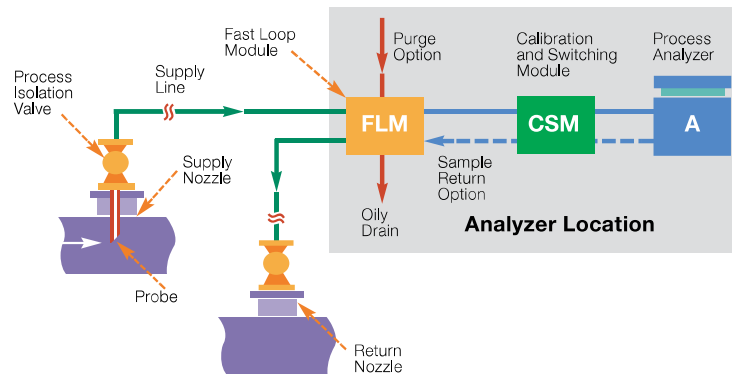 Fast Loop
Module
Purge
Option
Calibration
and Switching
Module
Process
Analyzer
Process
Isolation
Valve
Supply
Line
FLM
CSM
A
Supply
Nozzle
Sample
Return
Option
Oily
Drain
Analyzer Location
Probe
Return
Nozzle